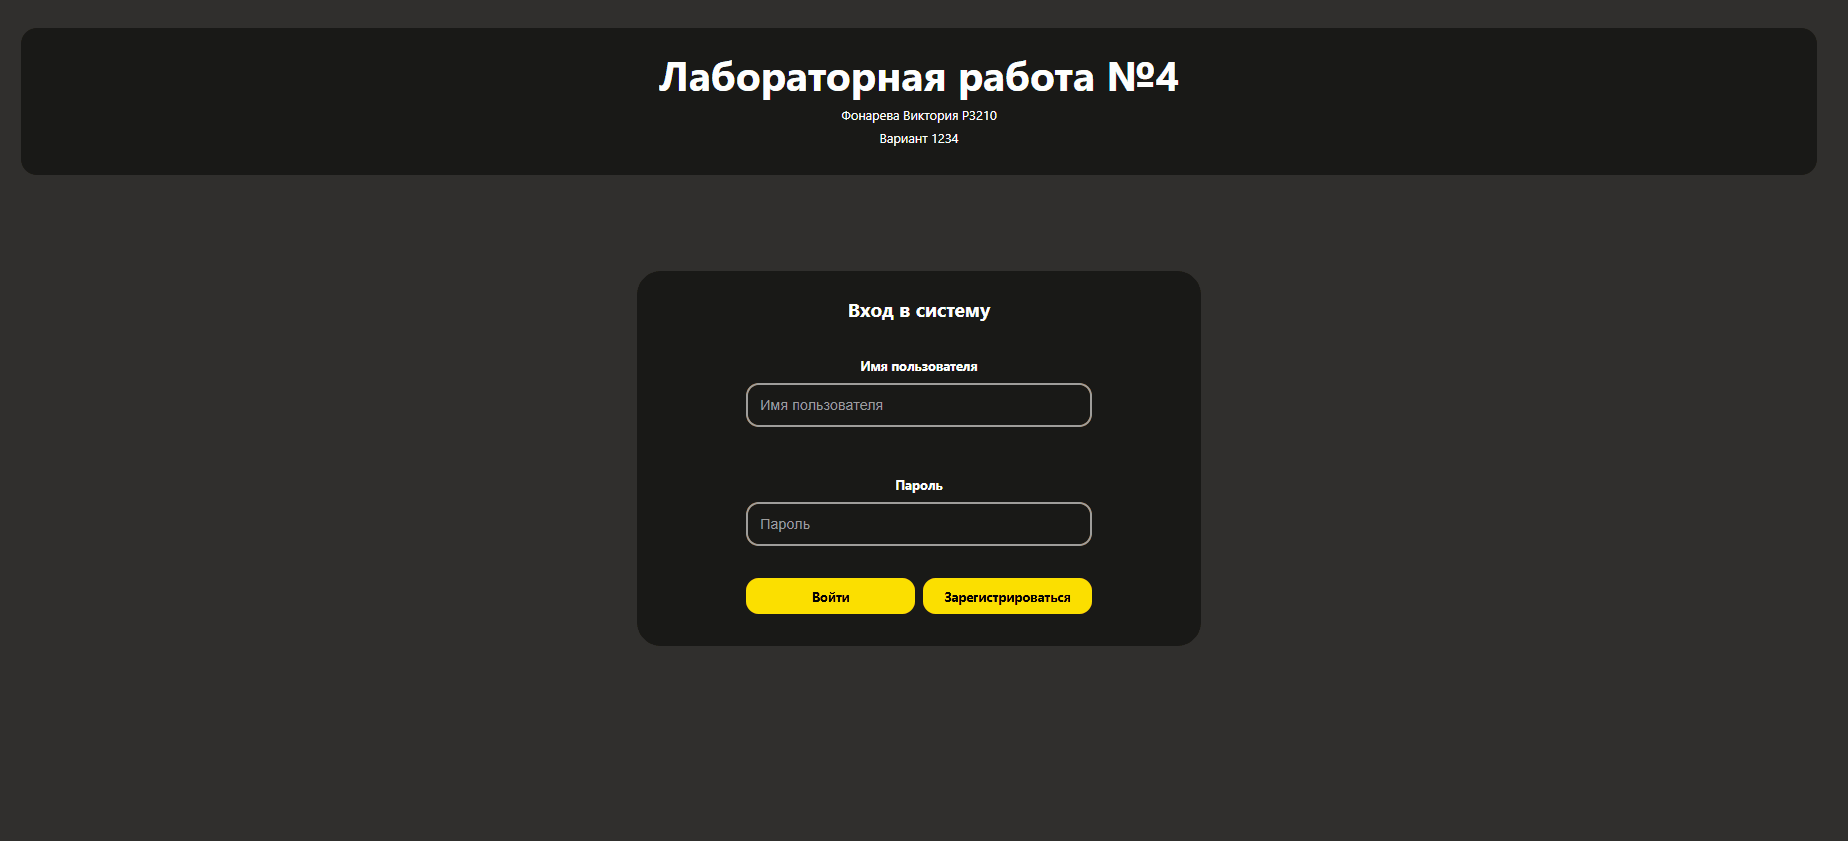 Лабораторная работа №4
Фонарева Виктория P3210
Вариант 1234
Вход в систему
Имя пользователя
Имя пользователя
Пароль
Пароль
Войти Зарегистрироваться